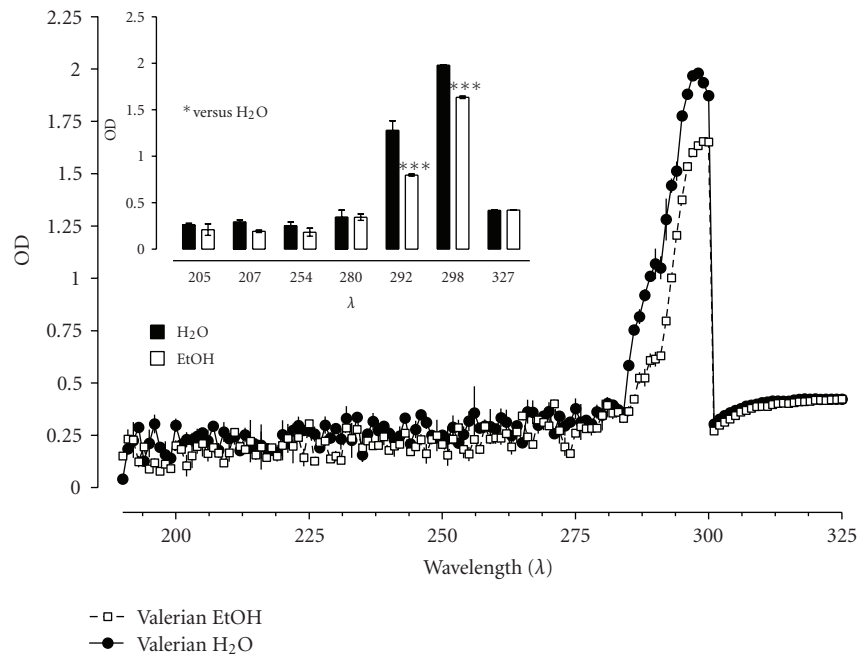 2.25
2
1.75
1.5
1.25
1
0.75
0.5
0.25
0
OD
2.5
2
1.5
1
0.5
0
OD
*versus H2O
***
***
205 207 254 280 292 298 327
λ
H2O
EtOH
200 225 250 275 300 325
Wavelength (λ)
Valerian EtOH
Valerian H2O